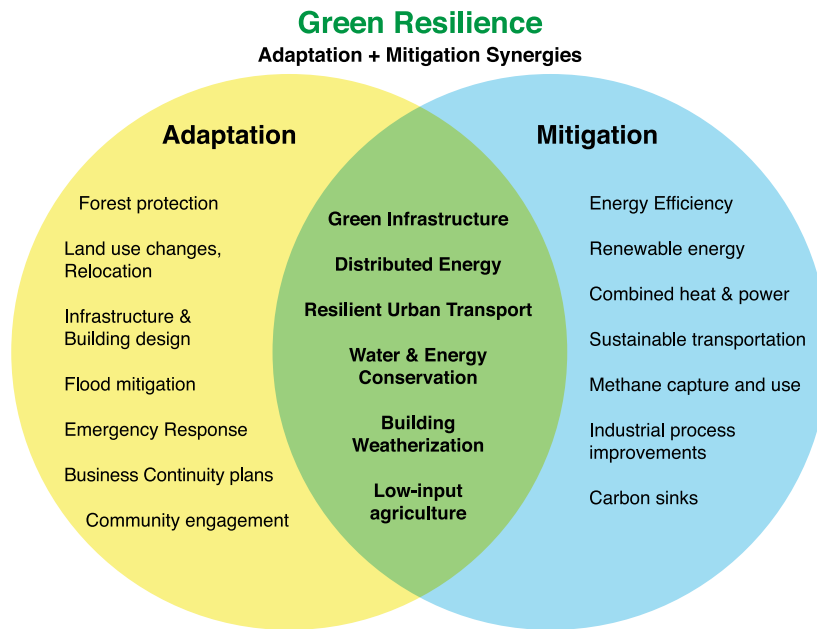 Green Resilience
Adaptation + Mitigation Synergies
Adaptation
Forest protection
Land use changes,
Relocation
Infrastructure &
Building design
Flood mitigation
Emergency Response
Business Continuity plans
Community engagement
Green Infrastructure
Distributed Energy
Resilient Urban Transport
Water & Energy
Conservation
Building
Weatherization
Low-input
agriculture
Mitigation
Energy Efficiency
Renewable energy
Combined heat & power
Sustainable transportation
Methane capture and use
Industrial process
improvements
Carbon sinks